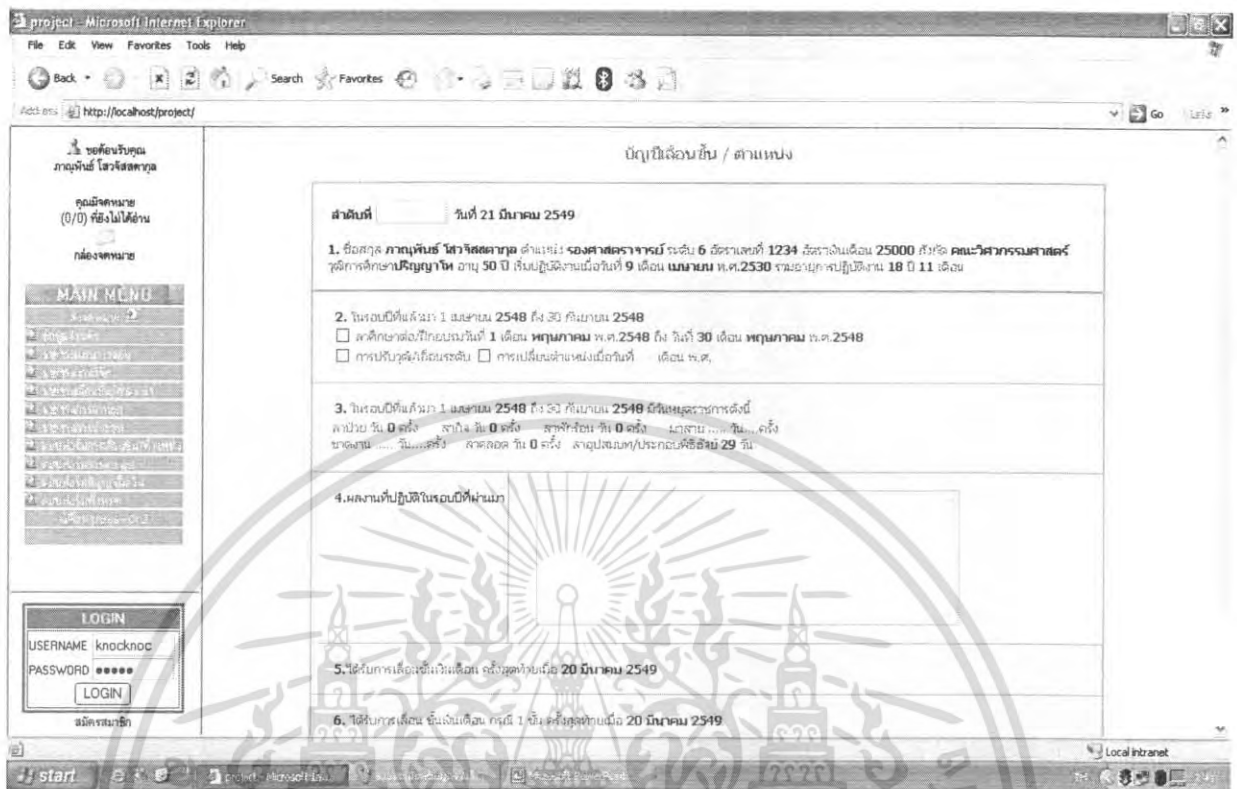 project - Microsoft Internet Explorer
File Edit View Favorites Tools Help
Back Search Favorites
Address http://localhost/project/ Go
ขอต้อนรับคุณ
ภาณุพันธ์ โสวจัสสตากุล
คุณมีจดหมาย
(0/0) ที่ยังไม่ได้อ่าน
กล่องจดหมาย
MAIN MENU
LOGIN
USERNAME knocknoc
PASSWORD ●●●●●
LOGIN
สมัครสมาชิก
บัญชีเลื่อนขั้น / ตำแหน่ง
ลำดับที่ วันที่ 21 มีนาคม 2549
1. ชื่อสกุล ภาณุพันธ์ โสวจัสสตากุล ตำแหน่ง รองศาสตราจารย์ ระดับ 6 อัตราเลขที่ 1234 อัตราเงินเดือน 25000 สังกัด คณะวิศวกรรมศาสตร์
วุฒิการศึกษาปริญญาโท อายุ 50 ปี เริ่มปฏิบัติงานเมื่อวันที่ 9 เดือน เมษายน พ.ศ.2530 รวมอายุการปฏิบัติงาน 18 ปี 11 เดือน
2. ในรอบปีที่แล้วมา 1 เมษายน 2548 ถึง 30 กันยายน 2548
ลาศึกษาต่อ/ฝึกอบรมวันที่ 1 เดือน พฤษภาคม พ.ศ.2548 ถึง วันที่ 30 เดือน พฤษภาคม พ.ศ.2548
การปรับวุฒิ/เลื่อนระดับ การเปลี่ยนตำแหน่งเมื่อวันที่ เดือน พ.ศ.
3. ในรอบปีที่แล้วมา 1 เมษายน 2548 ถึง 30 กันยายน 2548 มีวันหยุดราชการดังนี้
ลาป่วย วัน 0 ครั้ง ลากิจ วัน 0 ครั้ง ลาพักร้อน วัน 0 ครั้ง มาสาย ..... วัน....ครั้ง
ขาดงาน ..... วัน....ครั้ง ลาคลอด วัน 0 ครั้ง ลาอุปสมบท/ประกอบพิธีฮัจย์ 29 วัน
4.ผลงานที่ปฏิบัติในรอบปีที่ผ่านมา
5. ได้รับการเลื่อนขั้นเงินเดือน ครั้งสุดท้ายเมื่อ 20 มีนาคม 2549
6. ได้รับการเลื่อน ขั้นเงินเดือน กรณี 1 ขั้น ครั้งสุดท้ายเมื่อ 20 มีนาคม 2549
Local intranet
start